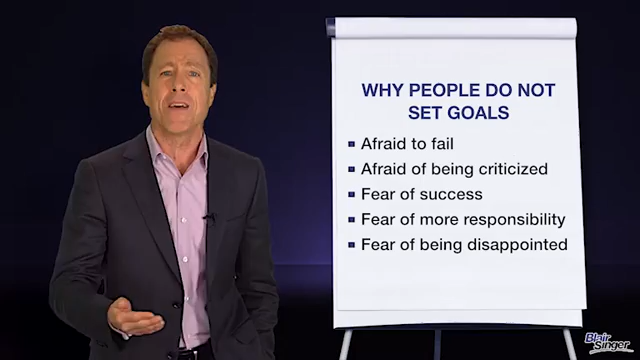 WHY PEOPLE DO NOT
SET GOALS
Afraid to fail
Afraid of being criticized
Fear of success
Fear of more responsibility
Fear of being disappointed
Blair
Singer